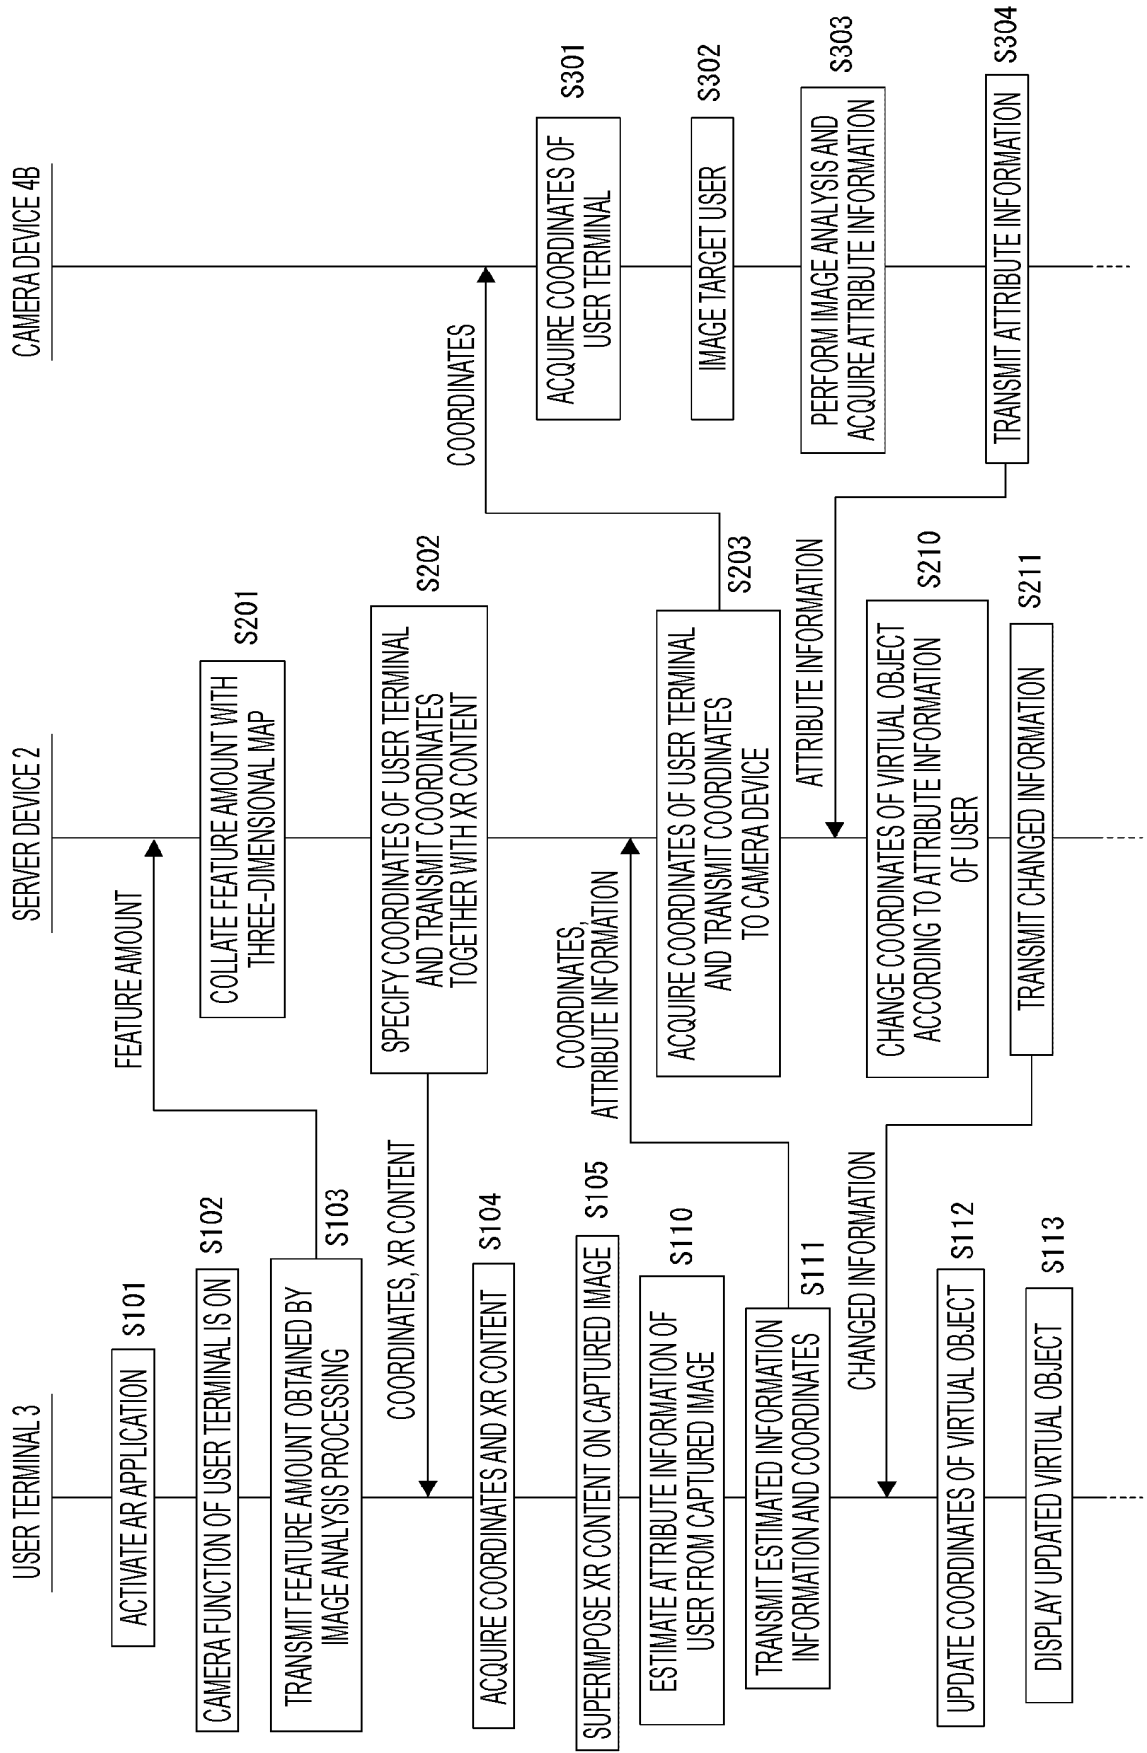 USER TERMINAL 3
SERVER DEVICE 2
CAMERA DEVICE 4B
ACTIVATE AR APPLICATION
S101
CAMERA FUNCTION OF USER TERMINAL IS ON
S102
TRANSMIT FEATURE AMOUNT OBTAINED BY
IMAGE ANALYSIS PROCESSING
S103
FEATURE AMOUNT
COLLATE FEATURE AMOUNT WITH
THREE-DIMENSIONAL MAP
S201
SPECIFY COORDINATES OF USER TERMINAL
AND TRANSMIT COORDINATES
TOGETHER WITH XR CONTENT
S202
COORDINATES, XR CONTENT
ACQUIRE COORDINATES AND XR CONTENT
S104
SUPERIMPOSE XR CONTENT ON CAPTURED IMAGE
S105
ESTIMATE ATTRIBUTE INFORMATION OF
USER FROM CAPTURED IMAGE
S110
TRANSMIT ESTIMATED INFORMATION
INFORMATION AND COORDINATES
S111
COORDINATES,
ATTRIBUTE INFORMATION
ACQUIRE COORDINATES OF USER TERMINAL
AND TRANSMIT COORDINATES
TO CAMERA DEVICE
S203
COORDINATES
ACQUIRE COORDINATES OF
USER TERMINAL
S301
IMAGE TARGET USER
S302
PERFORM IMAGE ANALYSIS AND
ACQUIRE ATTRIBUTE INFORMATION
S303
TRANSMIT ATTRIBUTE INFORMATION
S304
ATTRIBUTE INFORMATION
CHANGE COORDINATES OF VIRTUAL OBJECT
ACCORDING TO ATTRIBUTE INFORMATION
OF USER
S210
TRANSMIT CHANGED INFORMATION
S211
CHANGED INFORMATION
UPDATE COORDINATES OF VIRTUAL OBJECT
S112
DISPLAY UPDATED VIRTUAL OBJECT
S113